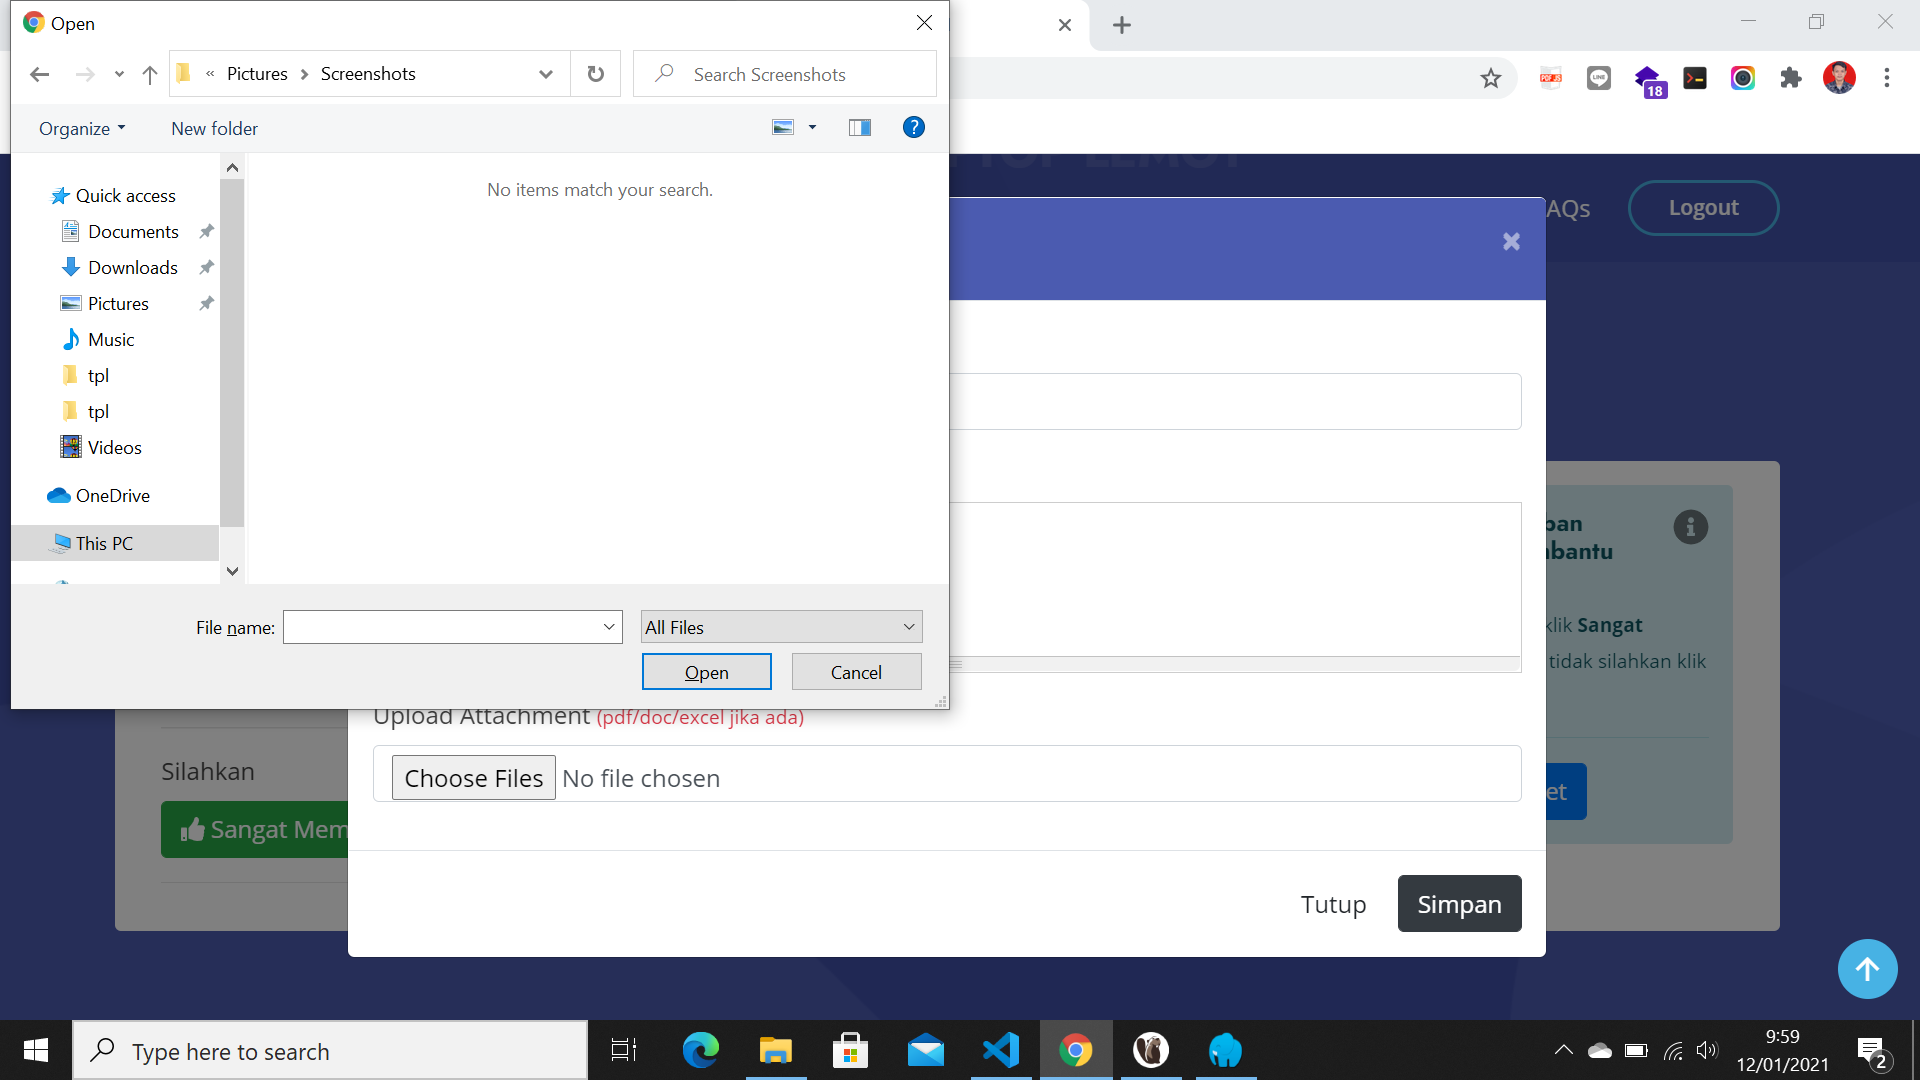 Open
« Pictures > Screenshots
Search Screenshots
Organize
New folder
18
No items match your search.
Quick access
Documents
Downloads
Pictures
Music
tpl
tpl
Videos
OneDrive
This PC
File name:
All Files
Open
Cancel
AQs
Logout
×
ban
bantu
klik Sangat
tidak silahkan klik
et
Upload Attachment (pdf/doc/excel jika ada)
Choose Files No file chosen
Silahkan
Sangat Mem
Tutup
Simpan
Type here to search
9:59
12/01/2021
2